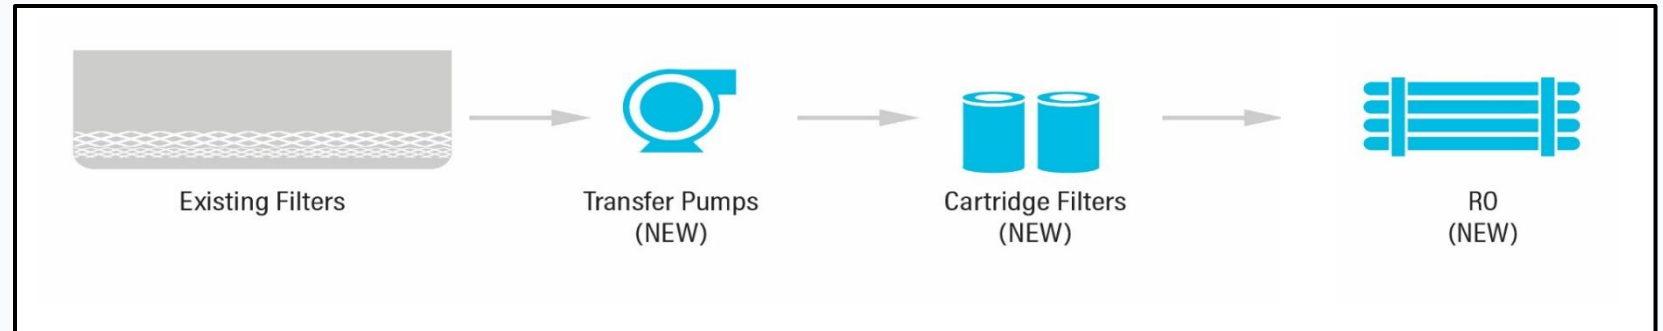 Existing Filters
Transfer Pumps
(NEW)
Cartridge Filters
(NEW)
RO
(NEW)